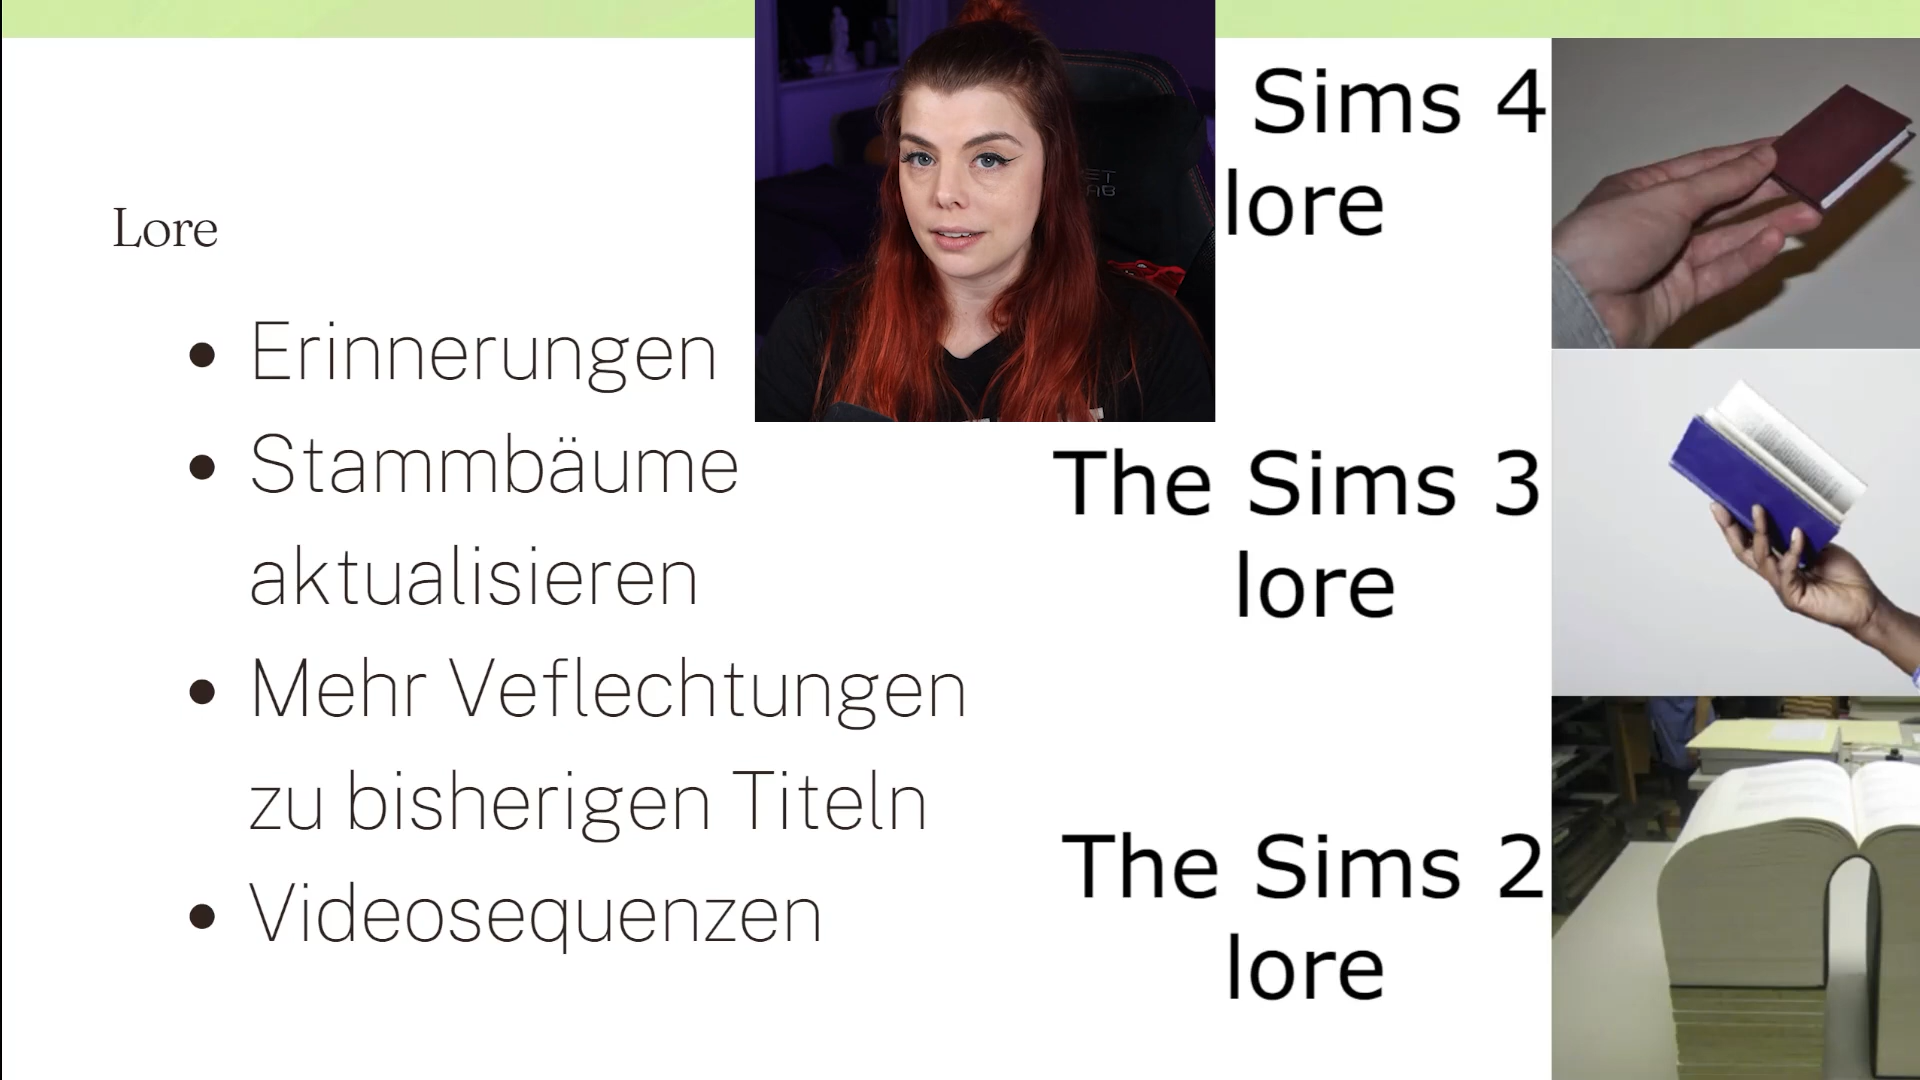 Lore
Erinnerungen
Stammbäume
aktualisieren
Mehr Veflechtungen
zu bisherigen Titeln
Videosequenzen
Sims 4
lore
The Sims 3
lore
The Sims 2
lore